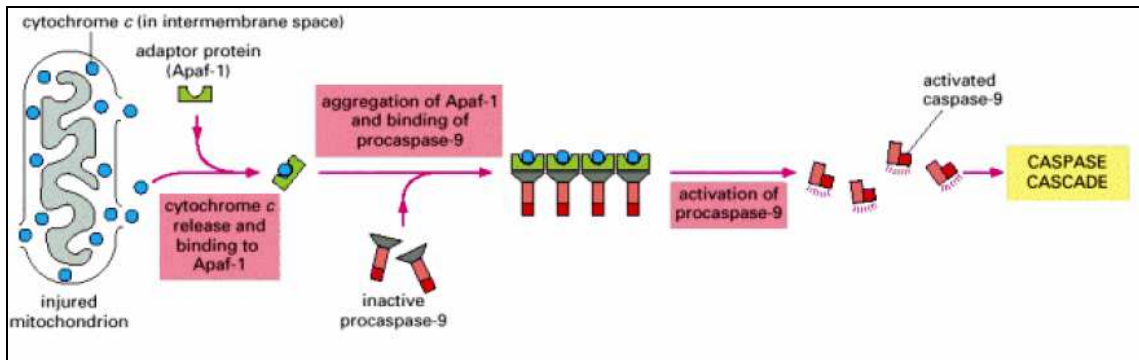 cytochrome c (in intermembrane space)
adaptor protein
(Apaf-1)
injured
mitochondrion
cytochrome c
release and
binding to
Apaf-1
aggregation of Apaf-1
and binding of
procaspase-9
inactive
procaspase-9
activation of
procaspase-9
activated
caspase-9
CASPASE
CASCADE